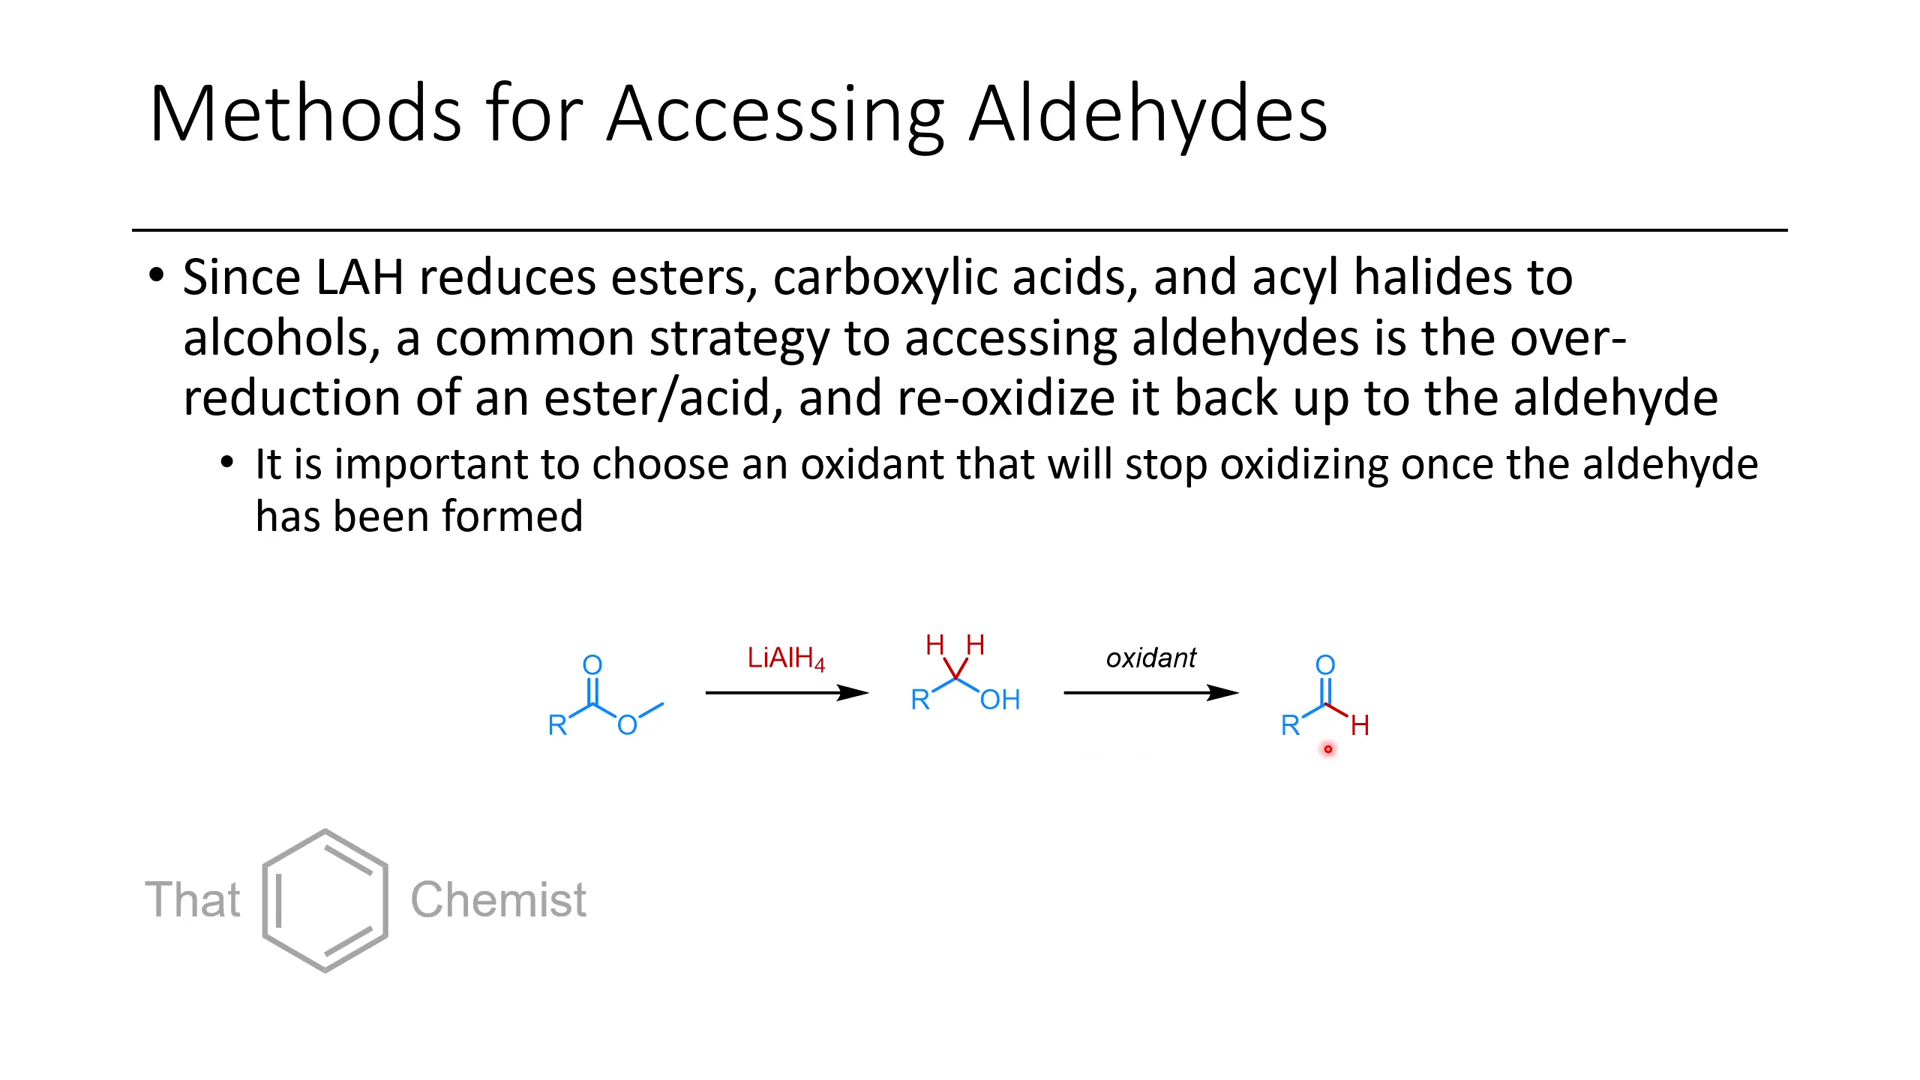 Methods for Accessing Aldehydes
• Since LAH reduces esters, carboxylic acids, and acyl halides to
alcohols, a common strategy to accessing aldehydes is the over-
reduction of an ester/acid, and re-oxidize it back up to the aldehyde
• It is important to choose an oxidant that will stop oxidizing once the aldehyde
has been formed
O
R
O
LiAlH4
H H
R
OH
oxidant
O
R
H
That Chemist